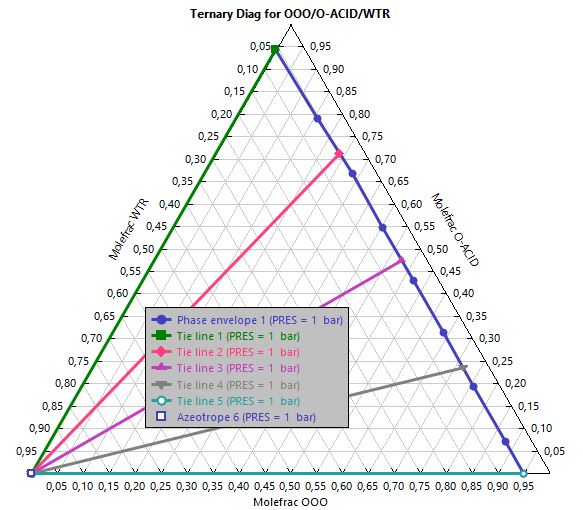 Ternary Diag for OOO/O-ACID/WTR
0,05 0,95
0,10 0,90
0,15 0,85
0,20 0,80
0,25 0,75
0,30 0,70
0,35 0,65
0,40 0,60
0,45 0,55
0,50 0,50
0,55 0,45
0,60 0,40
0,65 0,35
0,70 0,30
0,75 0,25
0,80 0,20
0,85 0,15
0,90 0,10
0,95 0,05
Molefrac WTR
Molefrac O-ACID
Phase envelope 1 (PRES = 1 bar)
Tie line 1 (PRES = 1 bar)
Tie line 2 (PRES = 1 bar)
Tie line 3 (PRES = 1 bar)
Tie line 4 (PRES = 1 bar)
Tie line 5 (PRES = 1 bar)
Azeotrope 6 (PRES = 1 bar)
0,05 0,10 0,15 0,20 0,25 0,30 0,35 0,40 0,45 0,50 0,55 0,60 0,65 0,70 0,75 0,80 0,85 0,90 0,95
Molefrac OOO